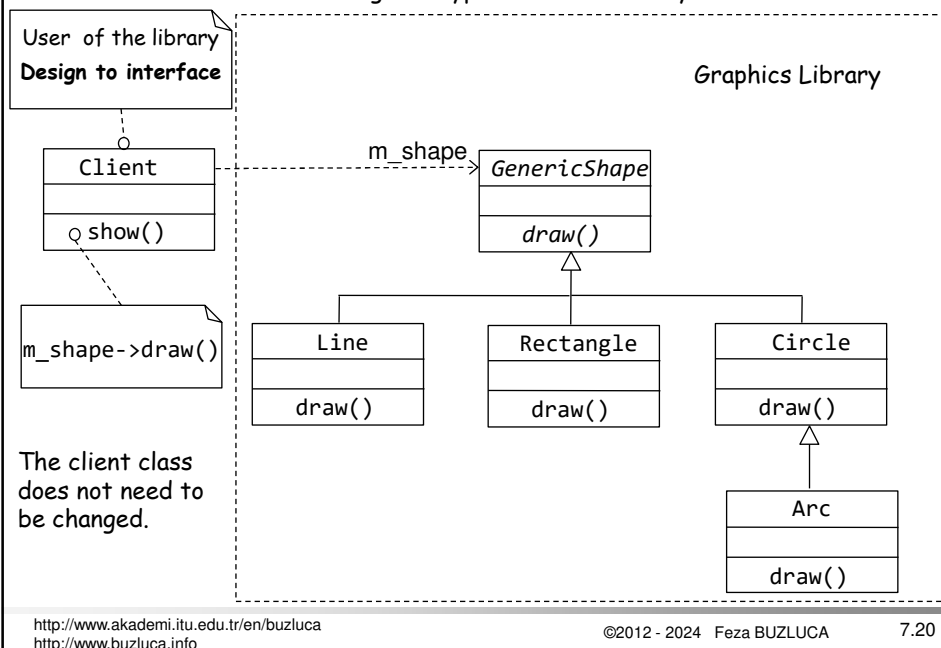 User of the library
Design to interface
Graphics Library
m_shape
Client
GenericShape
show()
draw()
m_shape->draw()
Line
Rectangle
Circle
draw()
draw()
draw()
The client class
does not need to
be changed.
Arc
draw()
http://www.akademi.itu.edu.tr/en/buzluca
http://www.buzluca.info
©2012 - 2024 Feza BUZLUCA
7.20